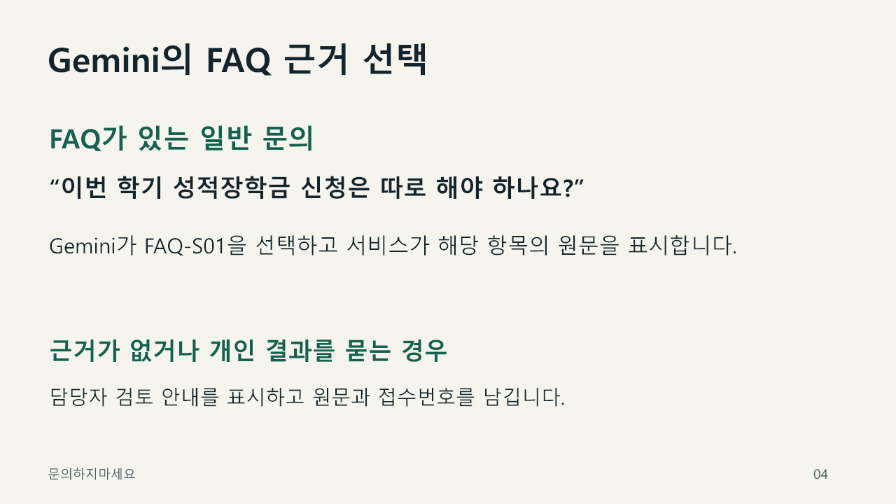 Gemini의 FAQ 근거 선택
FAQ가 있는 일반 문의
“이번 학기 성적장학금 신청은 따로 해야 하나요?”
Gemini가 FAQ-S01을 선택하고 서비스가 해당 항목의 원문을 표시합니다.
근거가 없거나 개인 결과를 묻는 경우
담당자 검토 안내를 표시하고 원문과 접수번호를 남깁니다.
문의하지마세요
04